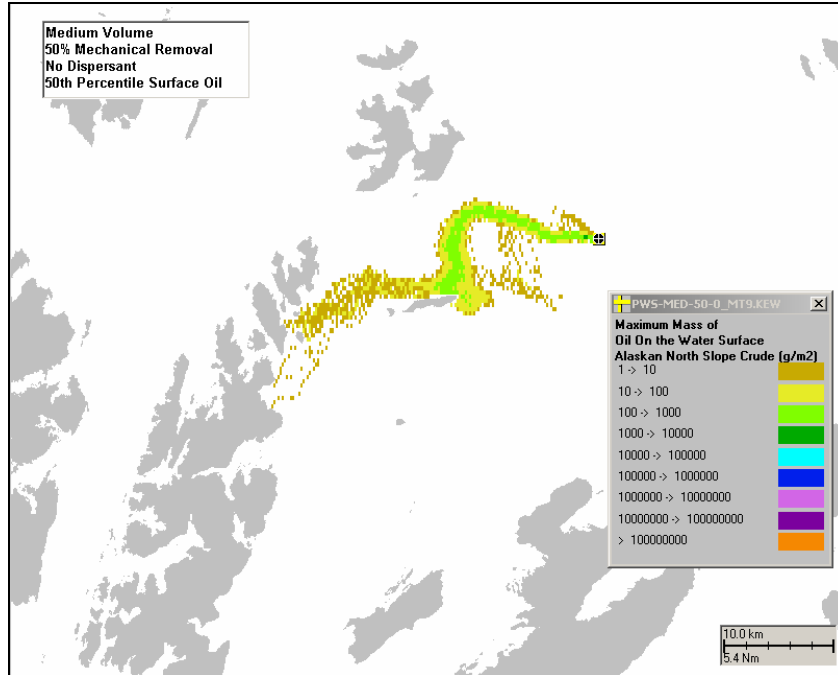 Medium Volume
50% Mechanical Removal
No Dispersant
50th Percentile Surface Oil
PWS-MED-50-0_MT9.KEW
Maximum Mass of
Oil On the Water Surface
Alaskan North Slope Crude (g/m2)
1 -> 10
10 -> 100
100 -> 1000
1000 -> 10000
10000 -> 100000
100000 -> 1000000
1000000 -> 10000000
10000000 -> 100000000
> 100000000
10.0 km
5.4 Nm